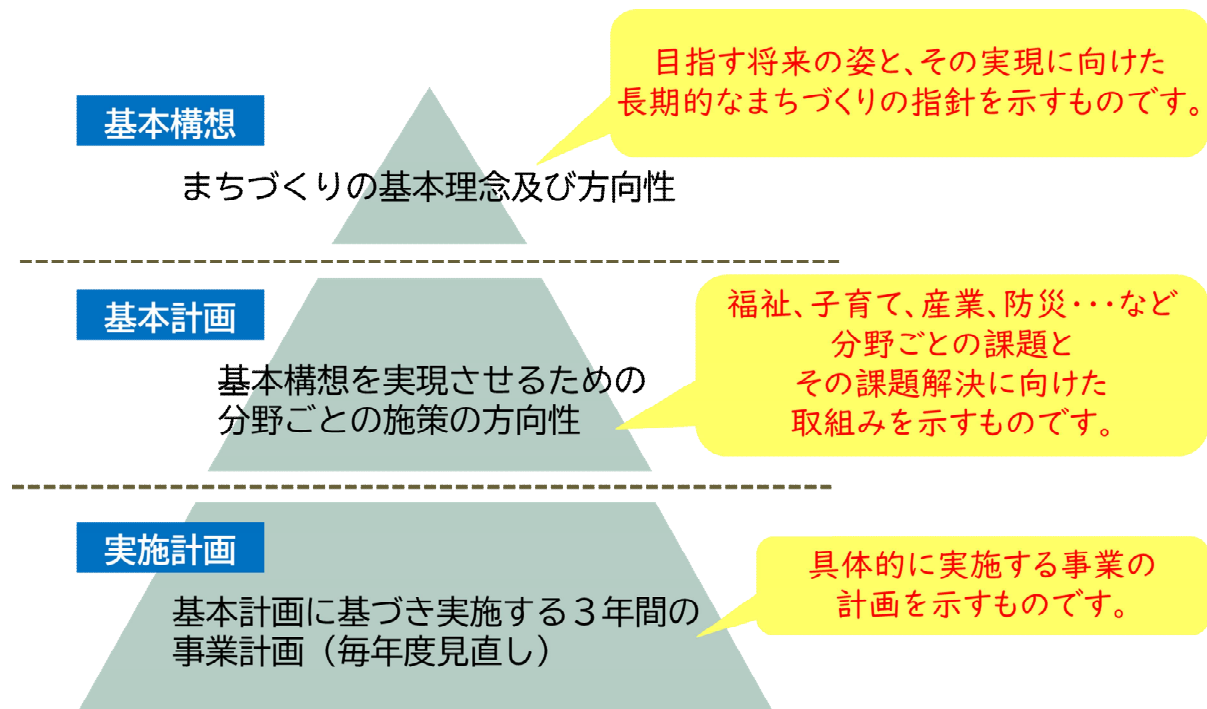 目指す将来の姿と、その実現に向けた
長期的なまちづくりの指針を示すものです。
基本構想
まちづくりの基本理念及び方向性
基本計画
福祉、子育て、産業、防災・・・など
分野ごとの課題と
その課題解決に向けた
取組みを示すものです。
基本構想を実現させるための
分野ごとの施策の方向性
実施計画
具体的に実施する事業の
計画を示すものです。
基本計画に基づき実施する３年間の
事業計画（毎年度見直し）